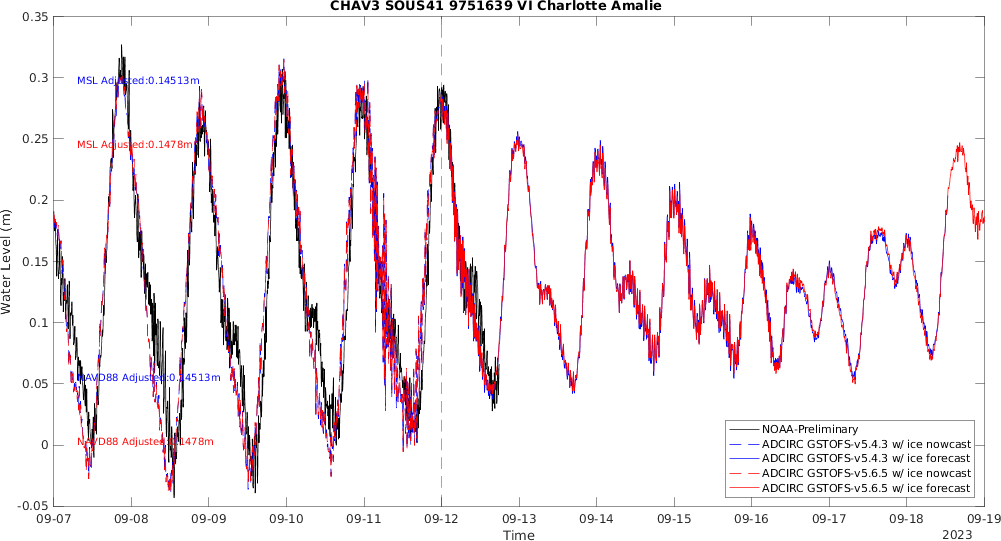 CHAV3 SOUS41 9751639 VI Charlotte Amalie
0.35
0.3
0.25
0.2
0.15
0.1
0.05
0
-0.05
Water Level (m)
MSL Adjusted:0.14513m
MSL Adjusted:0.1478m
NAVD88 Adjusted:0.14513m
NAVD88 Adjusted:0.1478m
NOAA-Preliminary
ADCIRC GSTOFS-v5.4.3 w/ ice nowcast
ADCIRC GSTOFS-v5.4.3 w/ ice forecast
ADCIRC GSTOFS-v5.6.5 w/ ice nowcast
ADCIRC GSTOFS-v5.6.5 w/ ice forecast
09-07 09-08 09-09 09-10 09-11 09-12 09-13 09-14 09-15 09-16 09-17 09-18 09-19
Time
2023